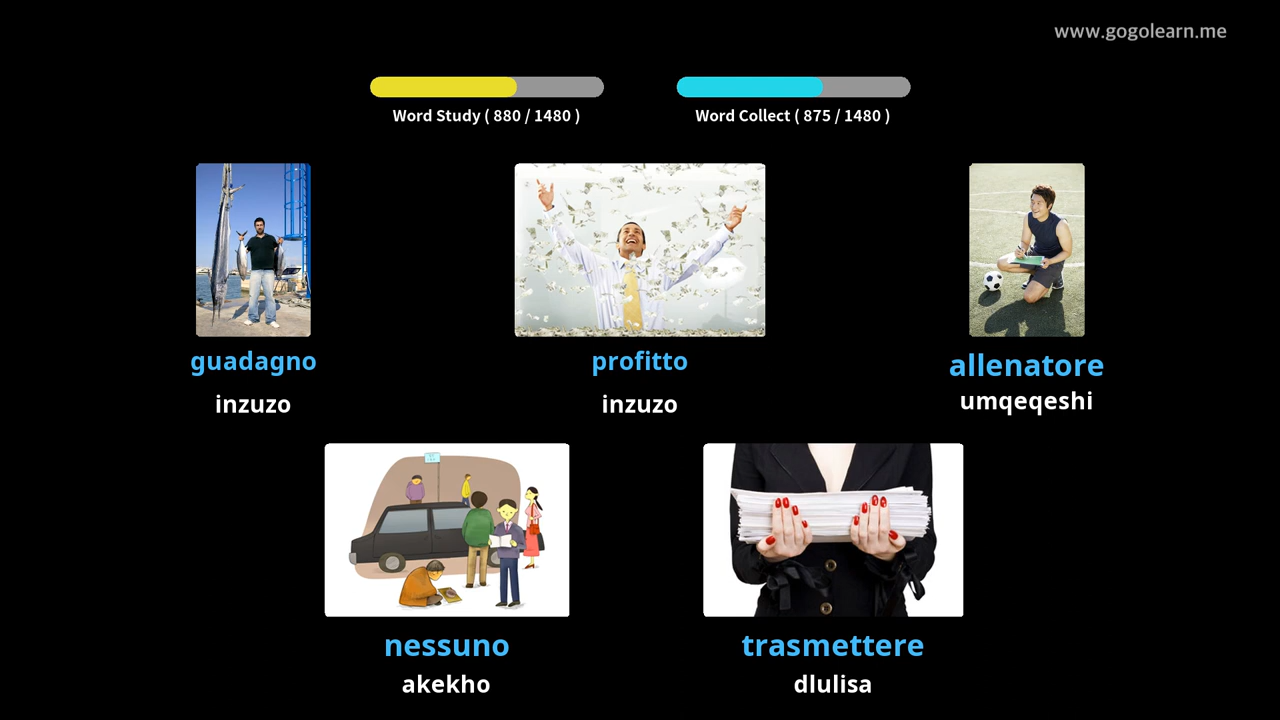 www.gogolearn.me
Word Study ( 880 / 1480 )
Word Collect ( 875 / 1480 )
guadagno
inzuzo
profitto
inzuzo
allenatore
umqeqeshi
nessuno
akekho
trasmettere
dlulisa